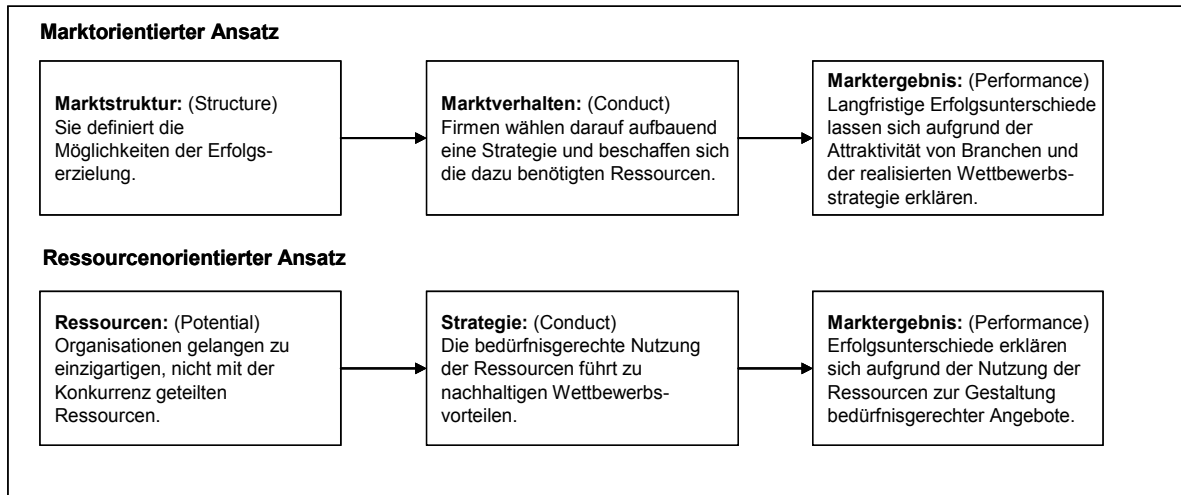 Marktorientierter Ansatz
Marktstruktur: (Structure)
Sie definiert die
Möglichkeiten der Erfolgs-
erzielung.
Marktverhalten: (Conduct)
Firmen wählen darauf aufbauend
eine Strategie und beschaffen sich
die dazu benötigten Ressourcen.
Marktergebnis: (Performance)
Langfristige Erfolgsunterschiede
lassen sich aufgrund der
Attraktivität von Branchen und
der realisierten Wettbewerbs-
strategie erklären.
Ressourcenorientierter Ansatz
Ressourcen: (Potential)
Organisationen gelangen zu
einzigartigen, nicht mit der
Konkurrenz geteilten
Ressourcen.
Strategie: (Conduct)
Die bedürfnisgerechte Nutzung
der Ressourcen führt zu
nachhaltigen Wettbewerbs-
vorteilen.
Marktergebnis: (Performance)
Erfolgsunterschiede erklären
sich aufgrund der Nutzung der
Ressourcen zur Gestaltung
bedürfnisgerechter Angebote.